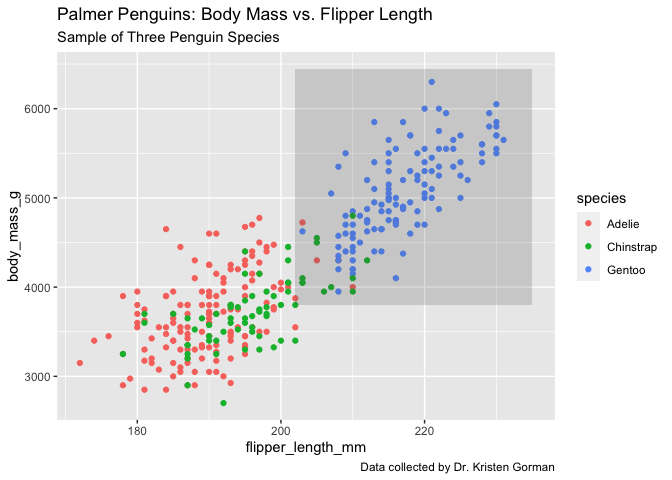 Palmer Penguins: Body Mass vs. Flipper Length
Sample of Three Penguin Species
6000
5000
4000
3000
body_mass_g
180
200
220
flipper_length_mm
species
Adelie
Chinstrap
Gentoo
Data collected by Dr. Kristen Gorman